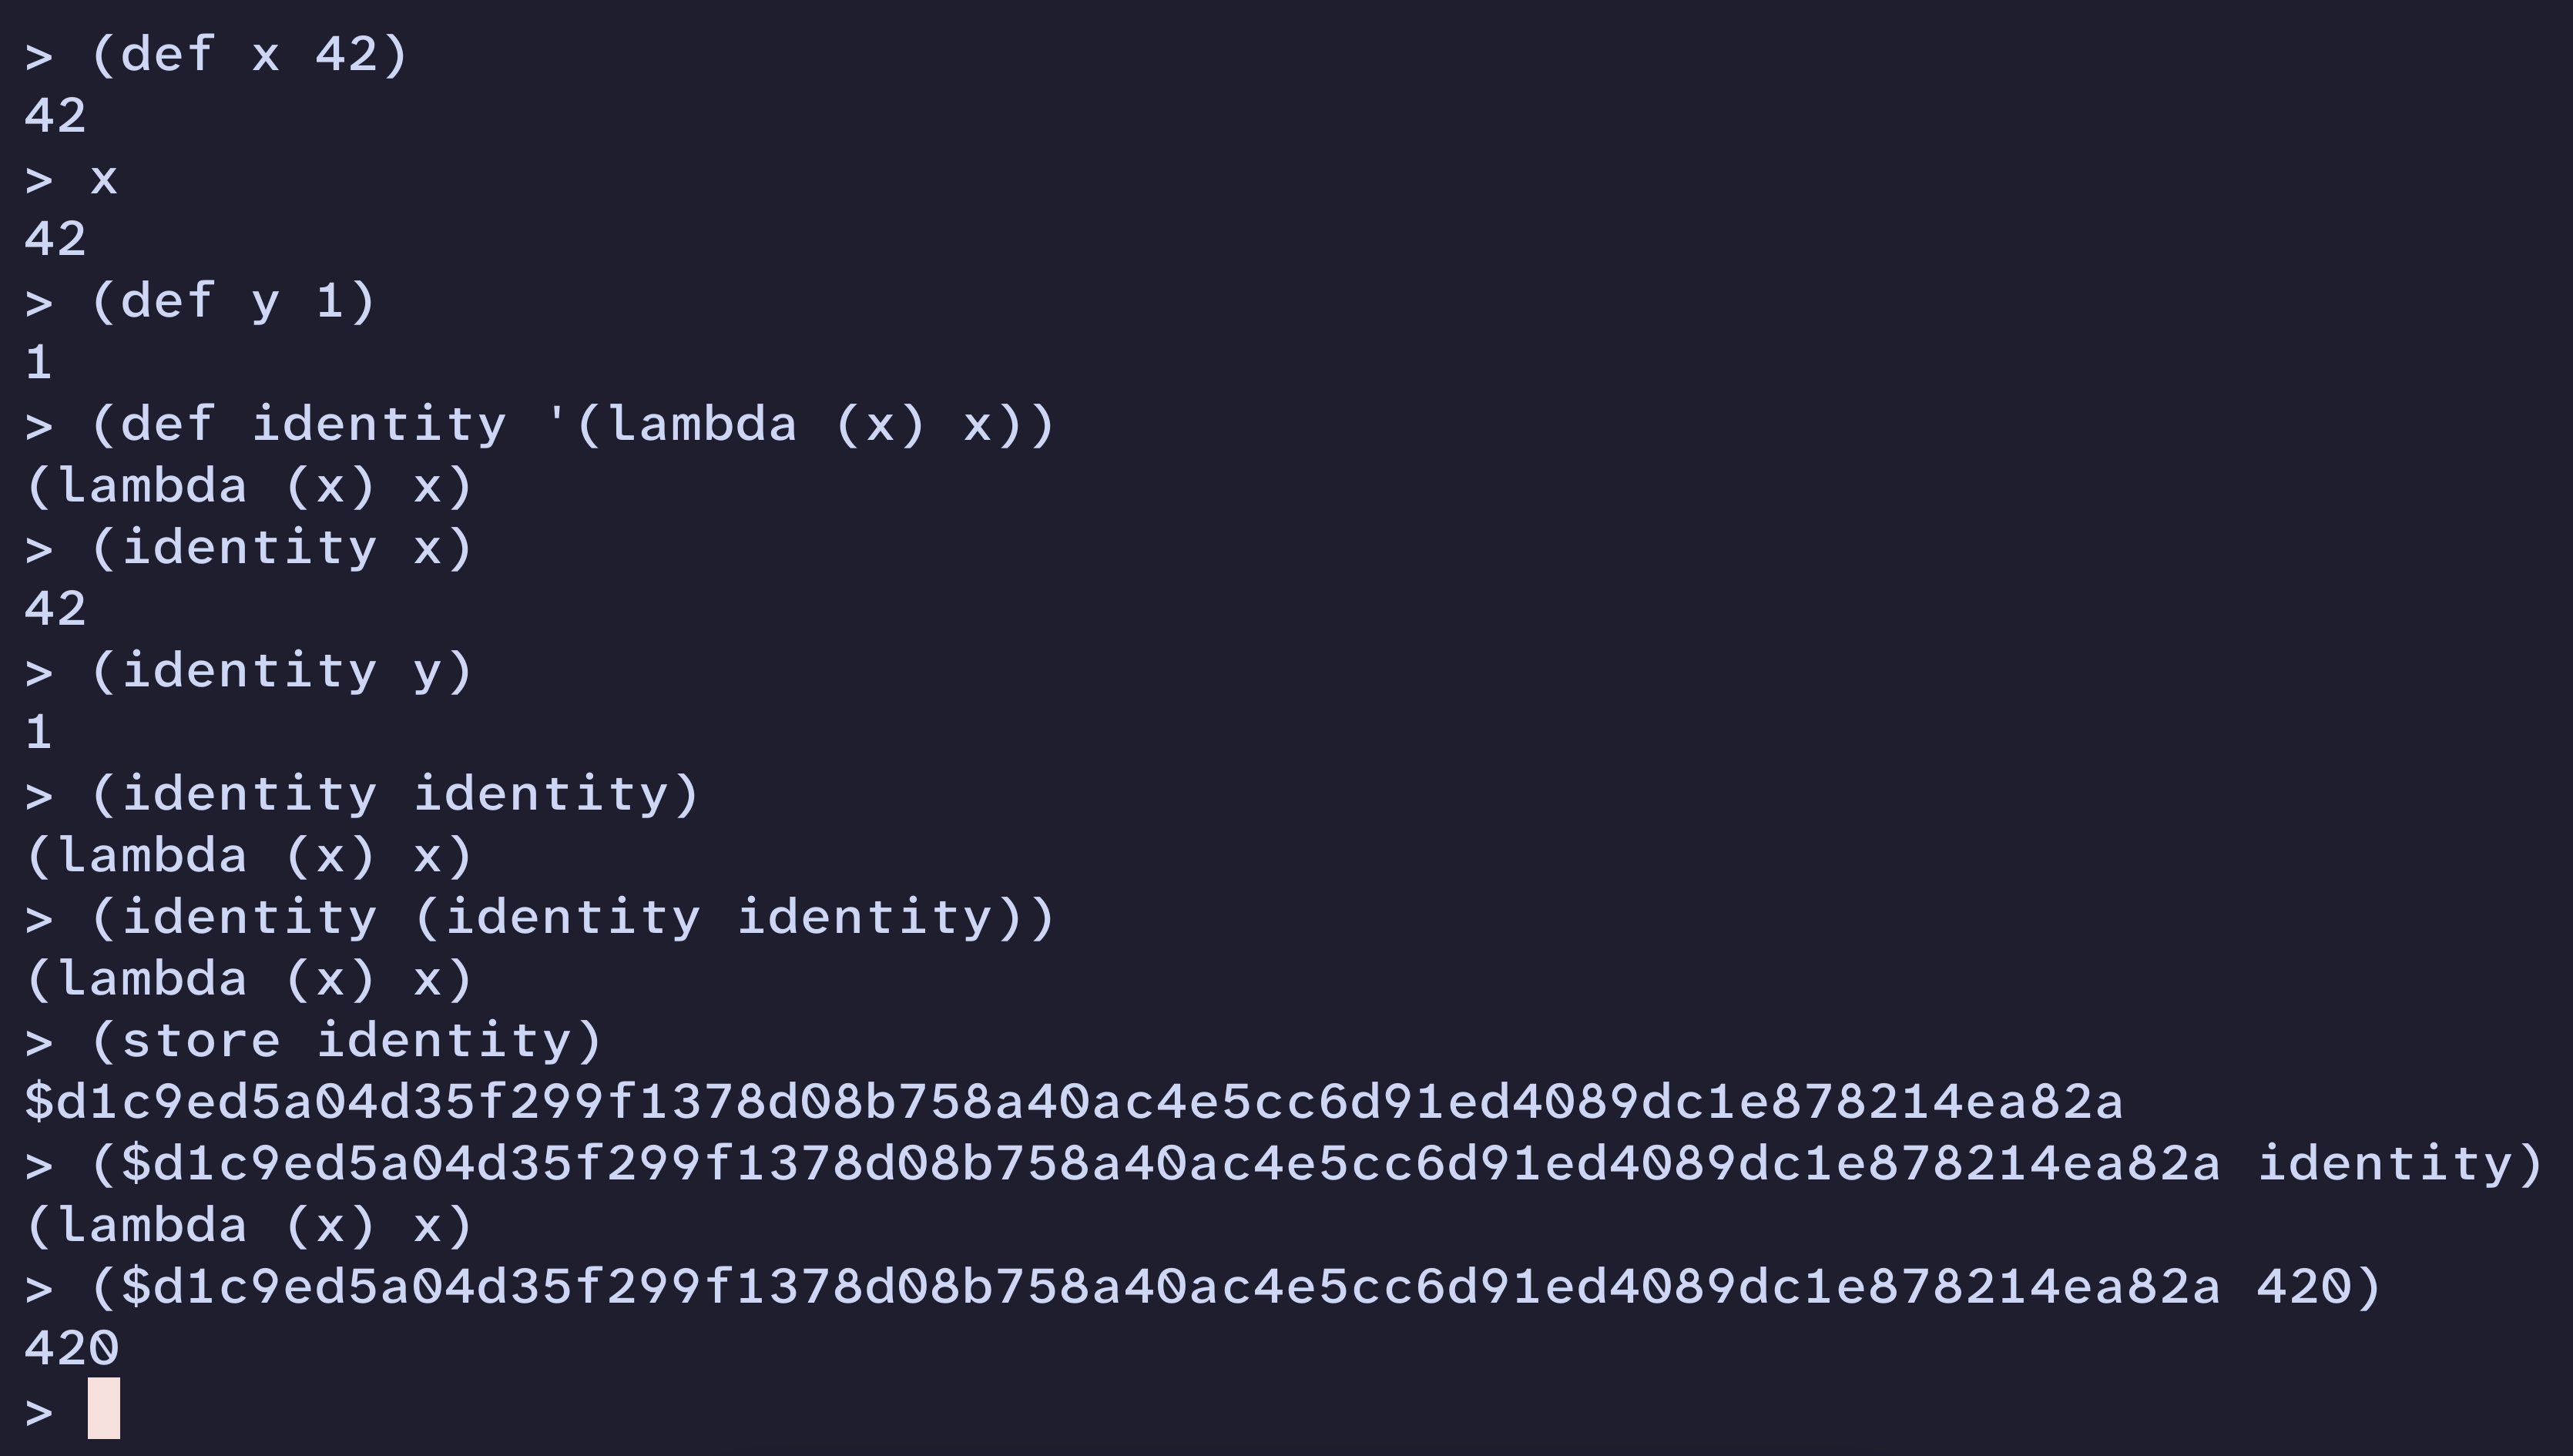 > (def x 42)
42
> x
42
> (def y 1)
1
> (def identity '(lambda (x) x))
(lambda (x) x)
> (identity x)
42
> (identity y)
1
> (identity identity)
(lambda (x) x)
> (identity (identity identity))
(lambda (x) x)
> (store identity)
$d1c9ed5a04d35f299f1378d08b758a40ac4e5cc6d91ed4089dc1e878214ea82a
> ($d1c9ed5a04d35f299f1378d08b758a40ac4e5cc6d91ed4089dc1e878214ea82a identity)
(lambda (x) x)
> ($d1c9ed5a04d35f299f1378d08b758a40ac4e5cc6d91ed4089dc1e878214ea82a 420)
420
>